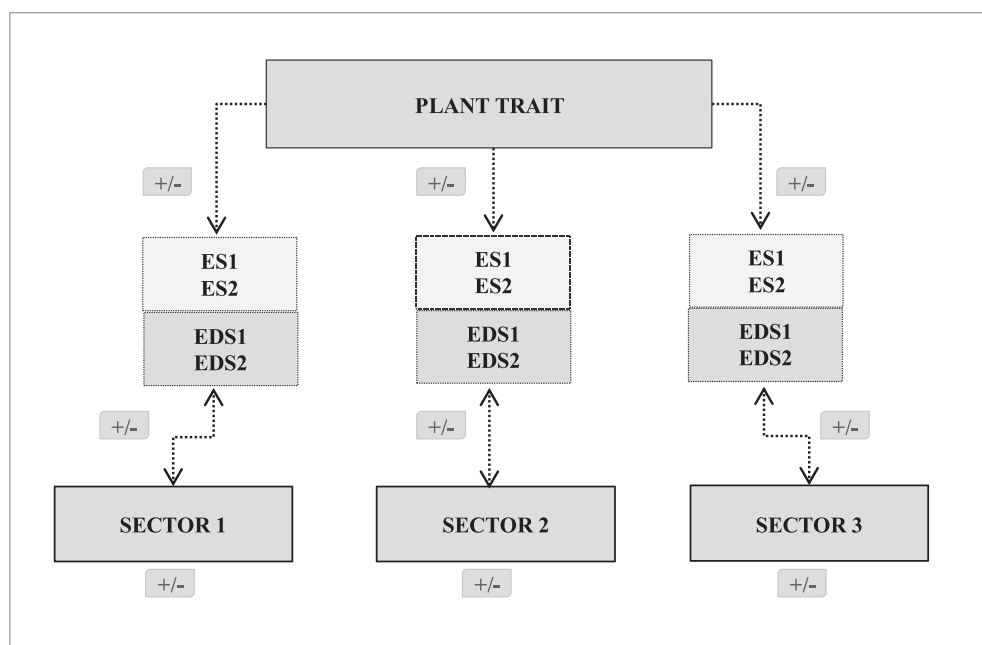 PLANT TRAIT
+/-
+/-
+/-
ES1
ES2
EDS1
EDS2
ES1
ES2
EDS1
EDS2
ES1
ES2
EDS1
EDS2
+/-
+/-
+/-
SECTOR 1
SECTOR 2
SECTOR 3
+/-
+/-
+/-